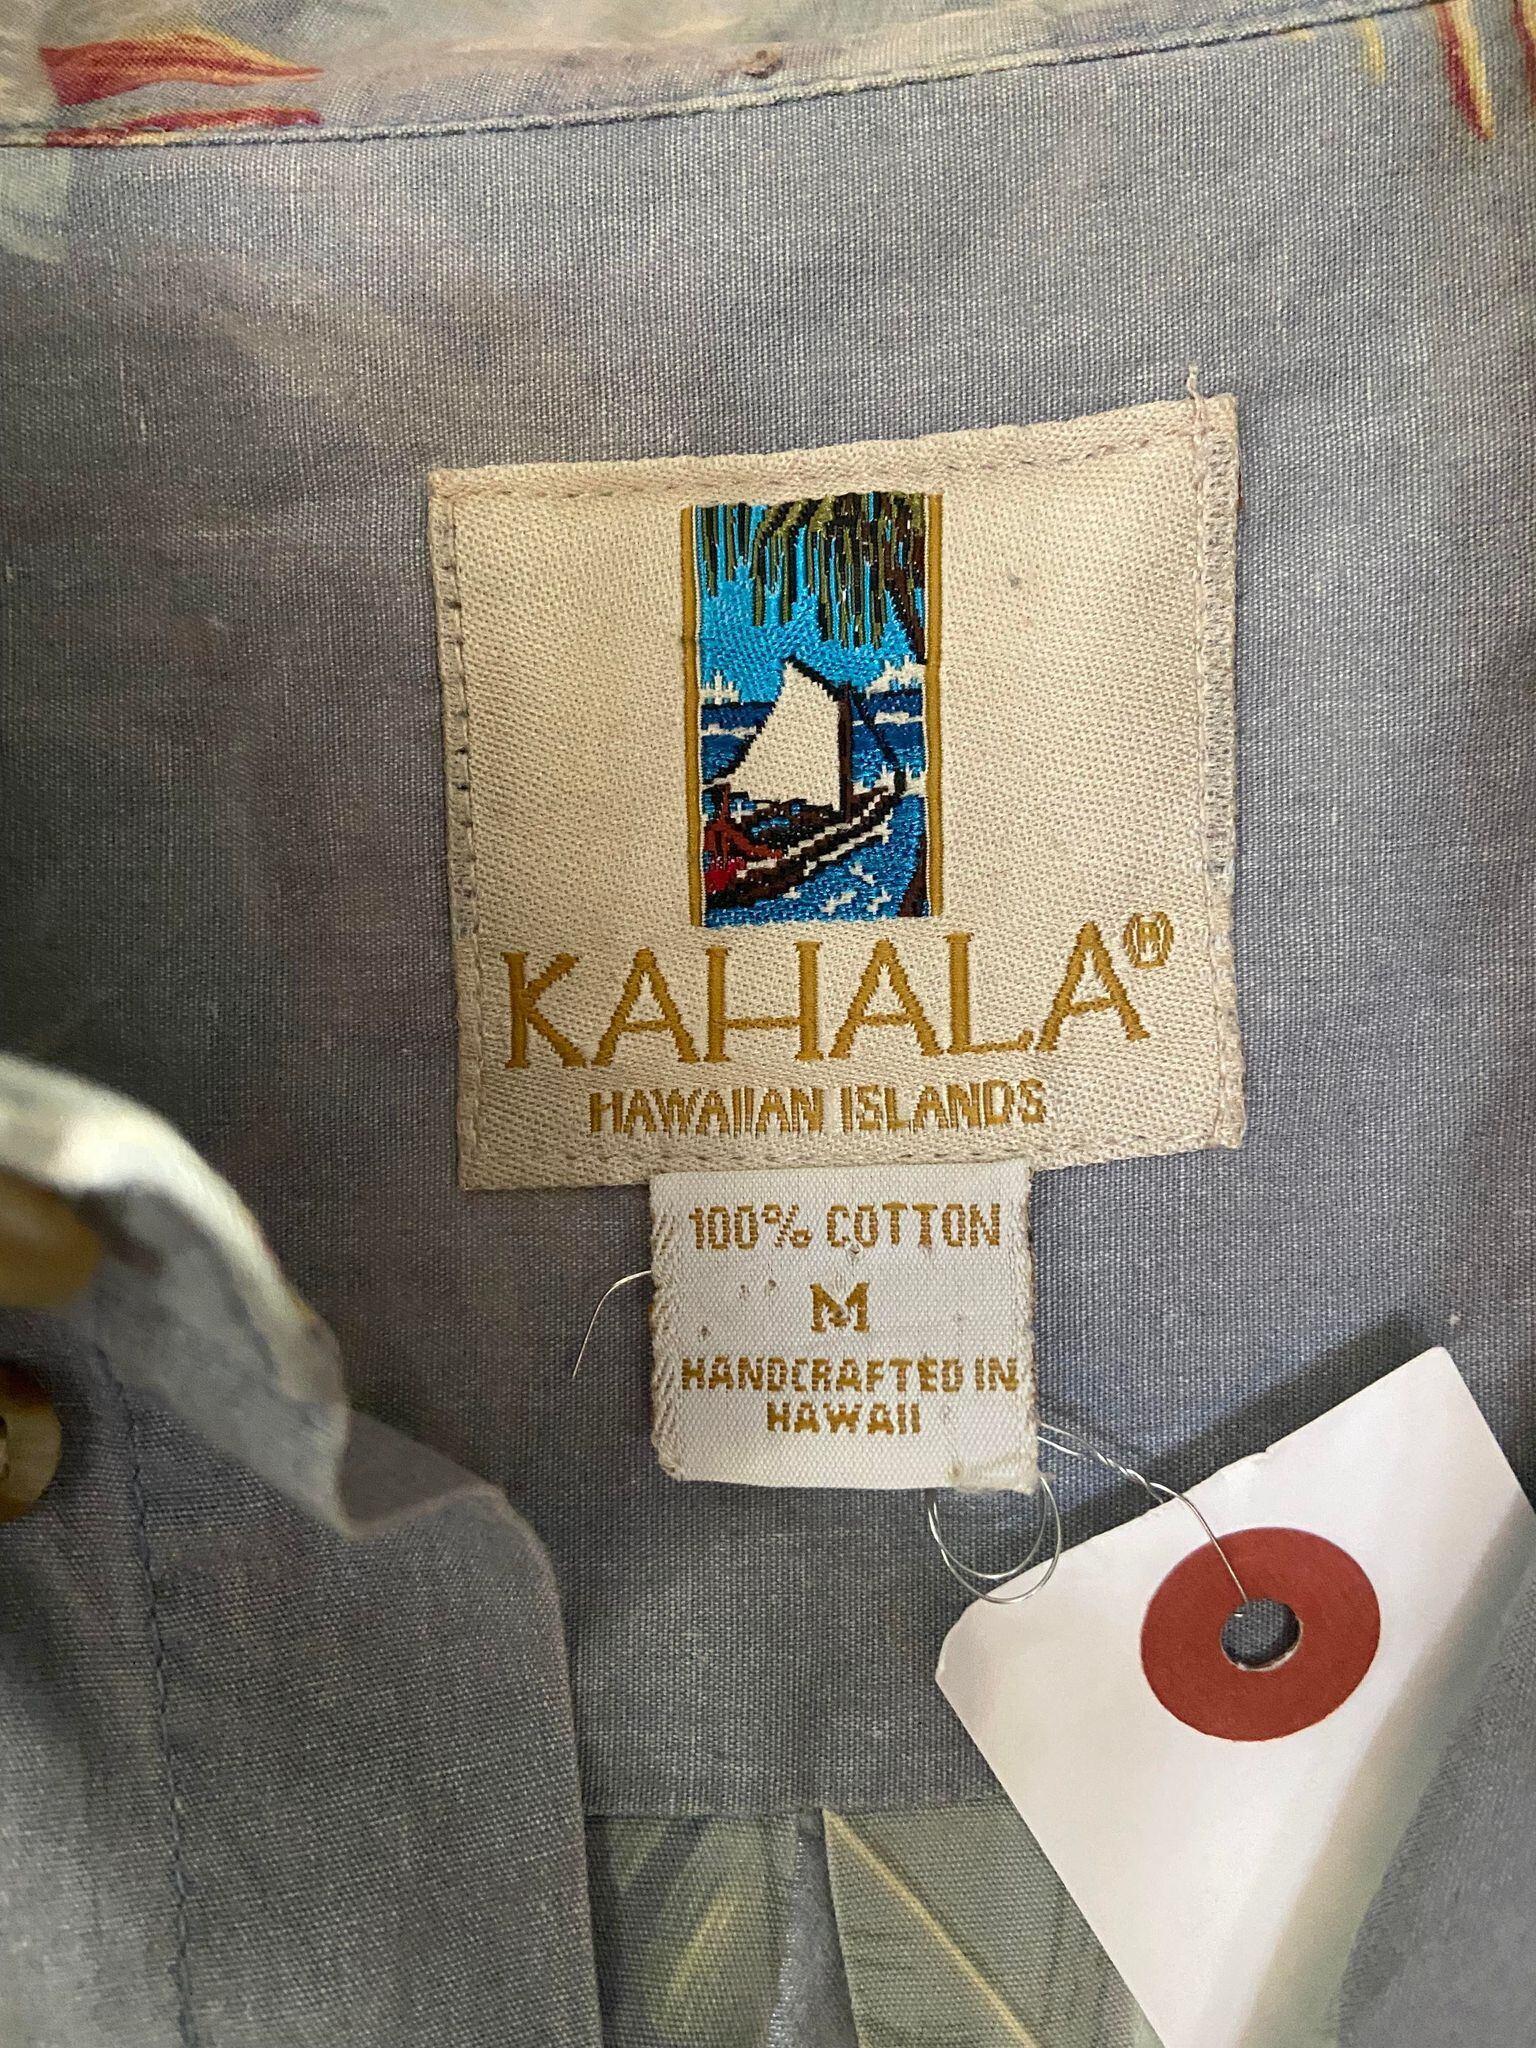 KAHALA®
HAWAIIAN ISLANDS
100% COTTON
M
HANDCRAFTED IN
HAWAII